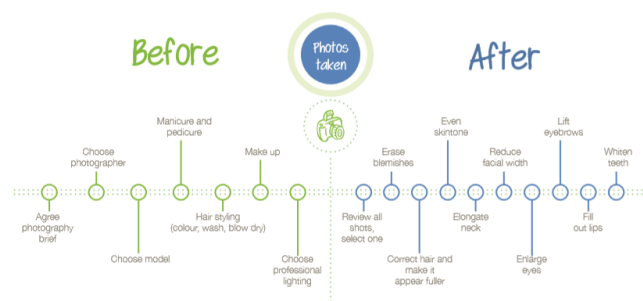 Before
Photos
taken
After
Manicure and
pedicure
Even
skintone
Lift
eyebrows
Choose
photographer
Make up
Erase
blemishes
Reduce
facial width
Whiten
teeth
Agree
photography
brief
Hair styling
(colour, wash, blow dry)
Review all
shots,
select one
Elongate
neck
Fill
out lips
Choose model
Choose
professional
lighting
Correct hair and
make it
appear fuller
Enlarge
eyes